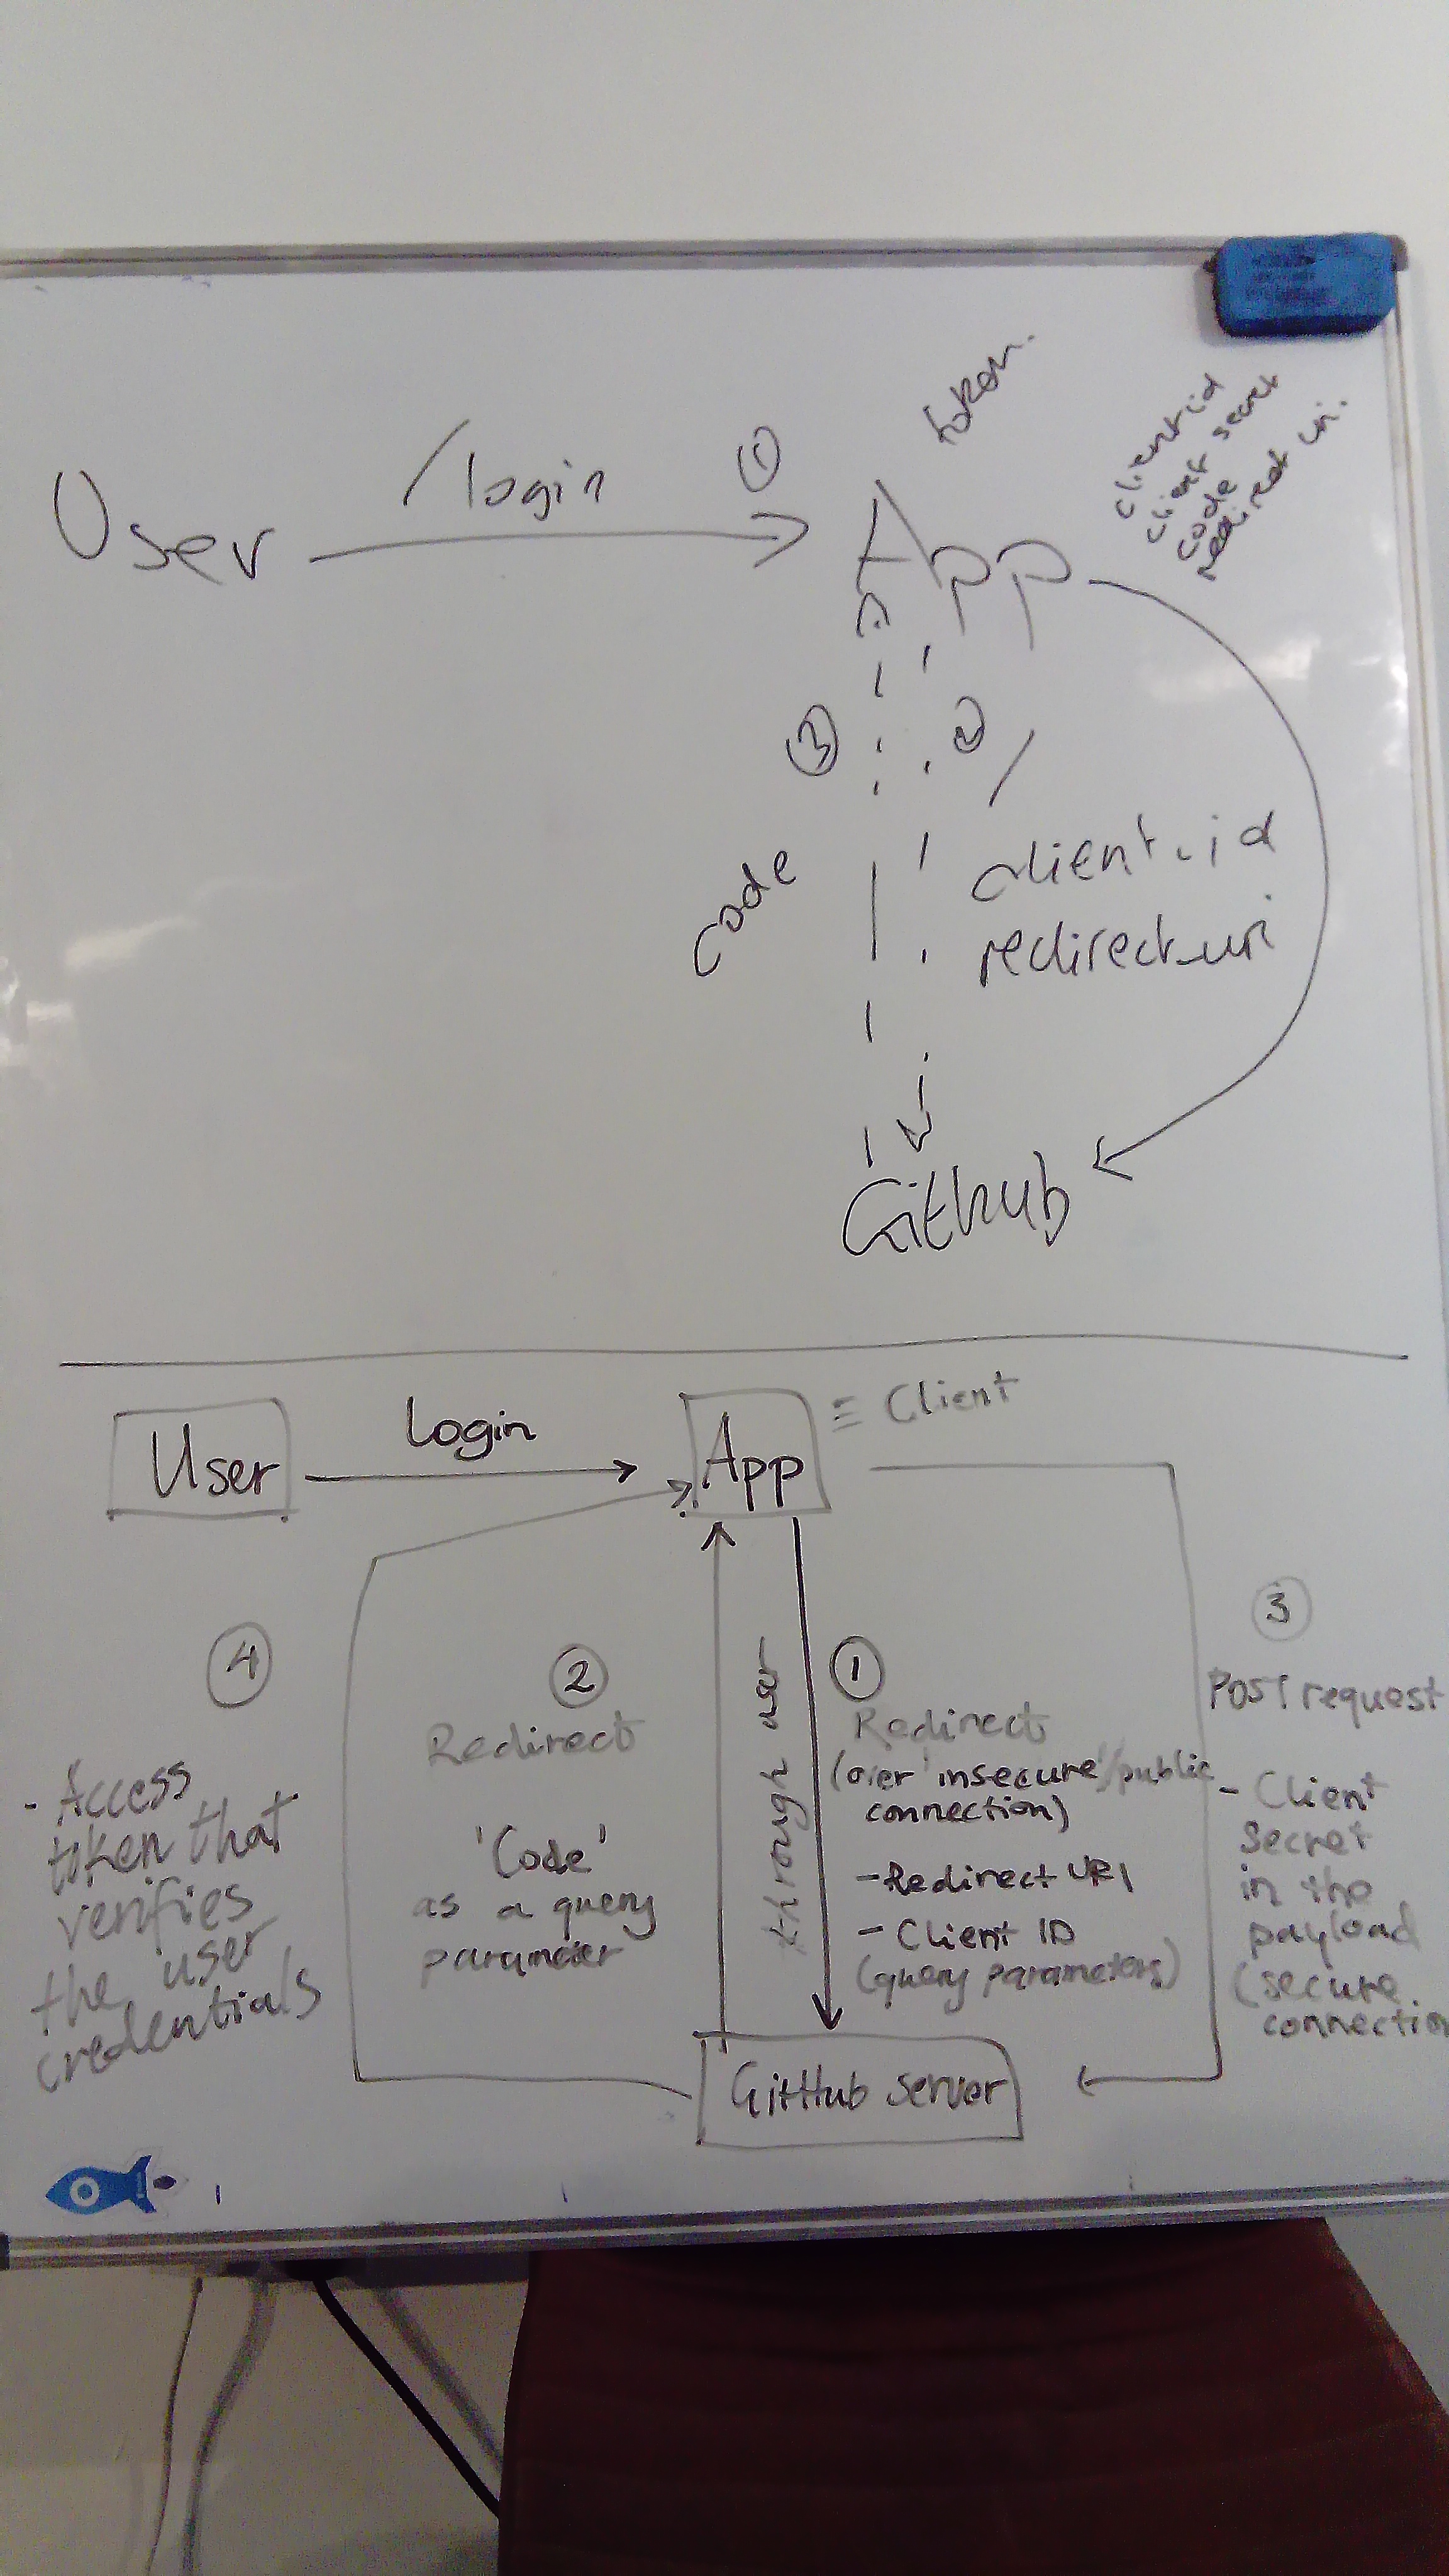 token.
client id
client secret
code
redirect uri.
/login
①
User
App
③
②
code
client.id
redirect_uri
Github
User
Login
App
≡ Client
④
- Access
token that
verifies
the user
credentials
②
Redirect
'Code'
as a query
parameter
through user
①
Redirect
(over 'insecure'/public
connection)
- Redirect URI
- Client ID
(query parameters)
③
POST request
- Client
secret
in the
payload
(secure
connection
GitHub server